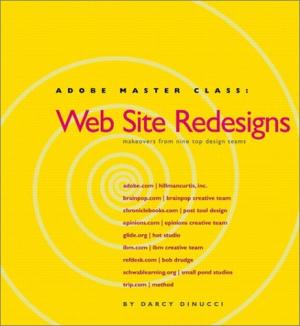 ADOBE MASTER CLASS:
Web Site Redesigns
makeovers from nine top design teams
adobe.com | hillmancurtis, inc.
brainpop.com | brainpop creative team
chroniclebooks.com | post tool design
epinions.com | epinions creative team
glide.org | hot studio
ibm.com | ibm creative team
refdesk.com | bob drudge
schwablearning.org | small pond studios
trip.com | method
BY DARCY DINUCCI